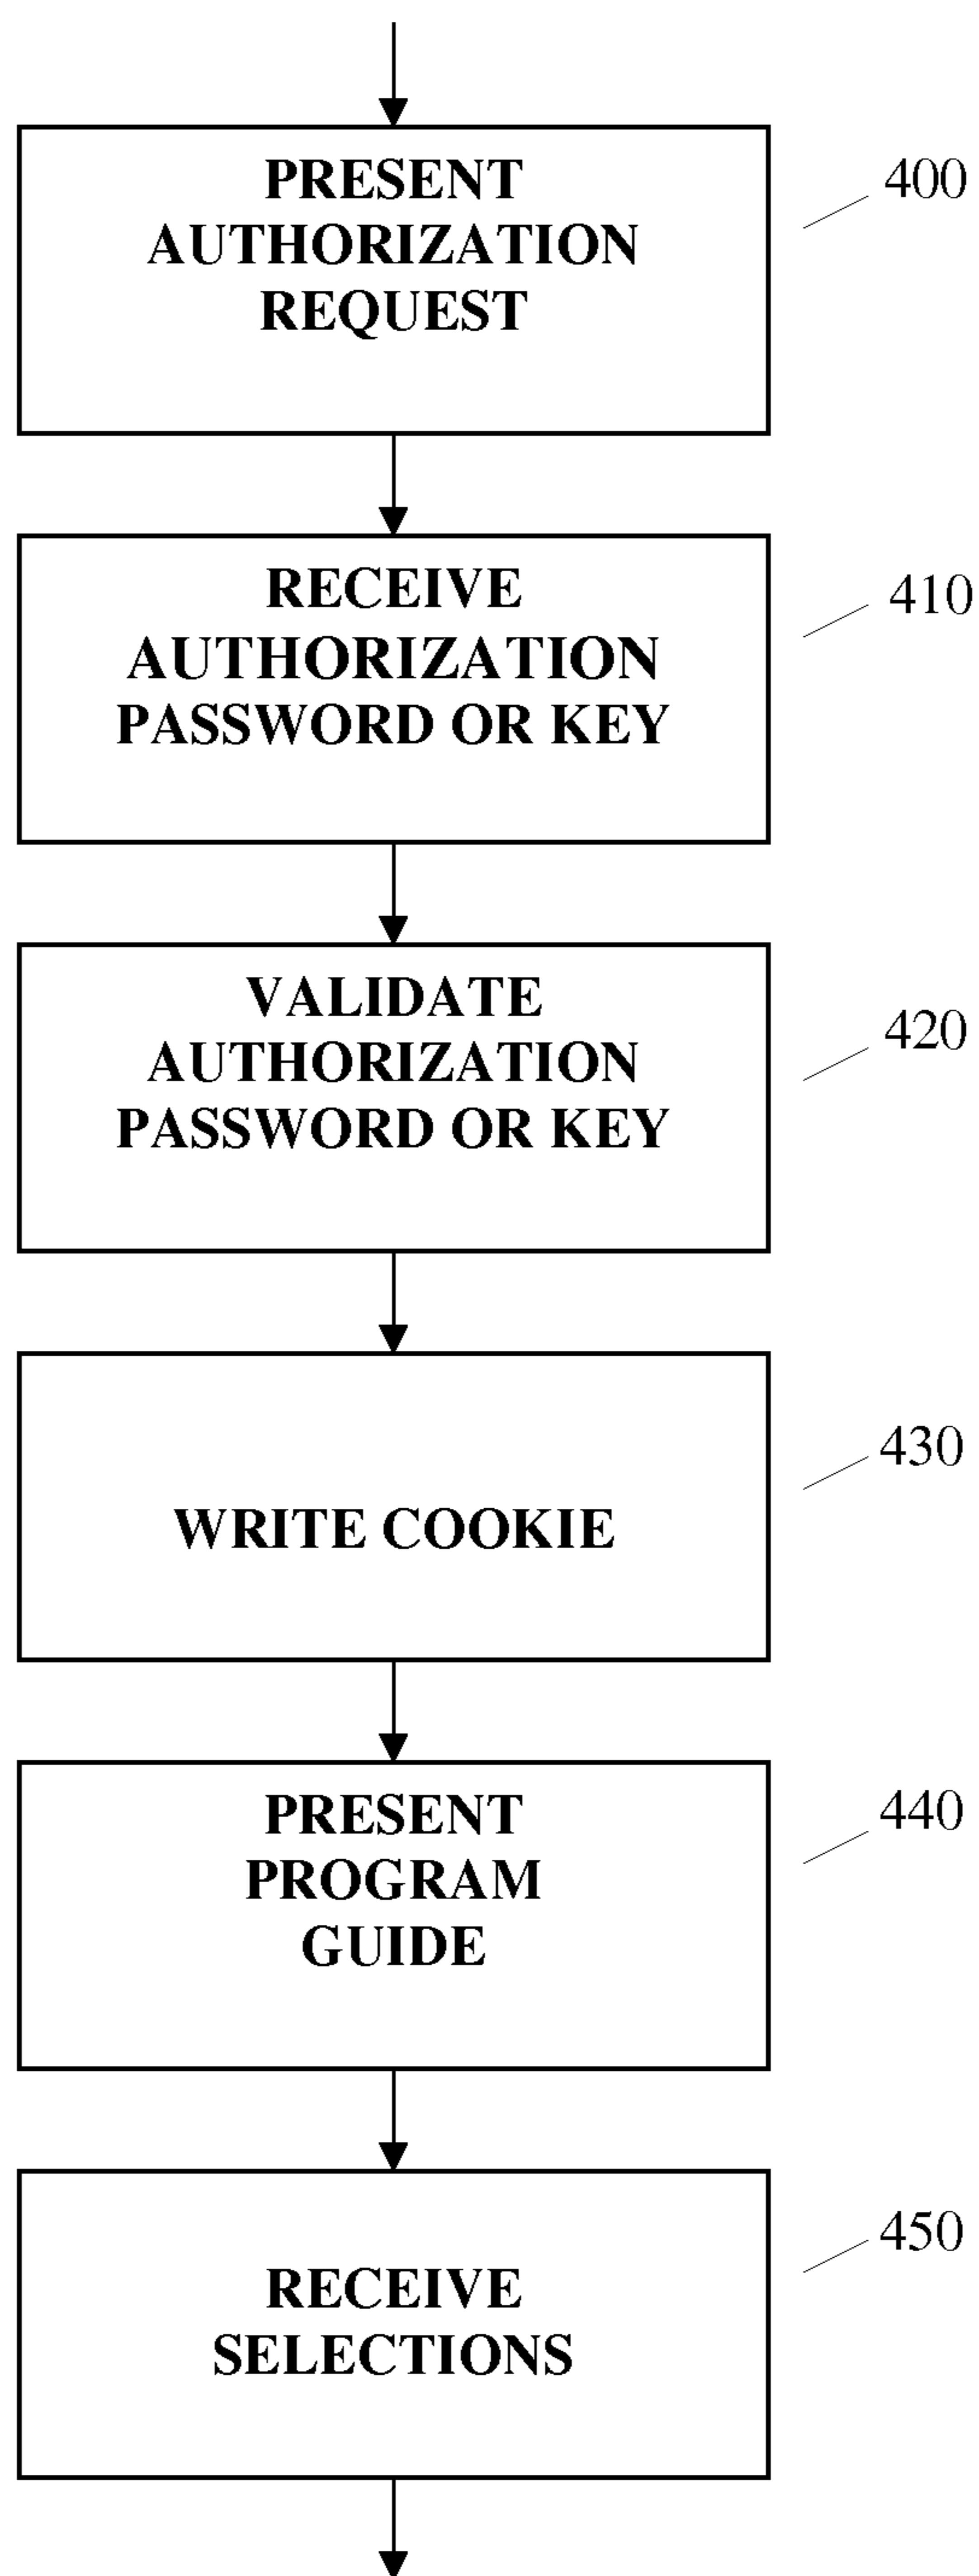 PRESENT
AUTHORIZATION
REQUEST
400
RECEIVE
AUTHORIZATION
PASSWORD OR KEY
410
VALIDATE
AUTHORIZATION
PASSWORD OR KEY
420
WRITE COOKIE
430
PRESENT
PROGRAM
GUIDE
440
RECEIVE
SELECTIONS
450